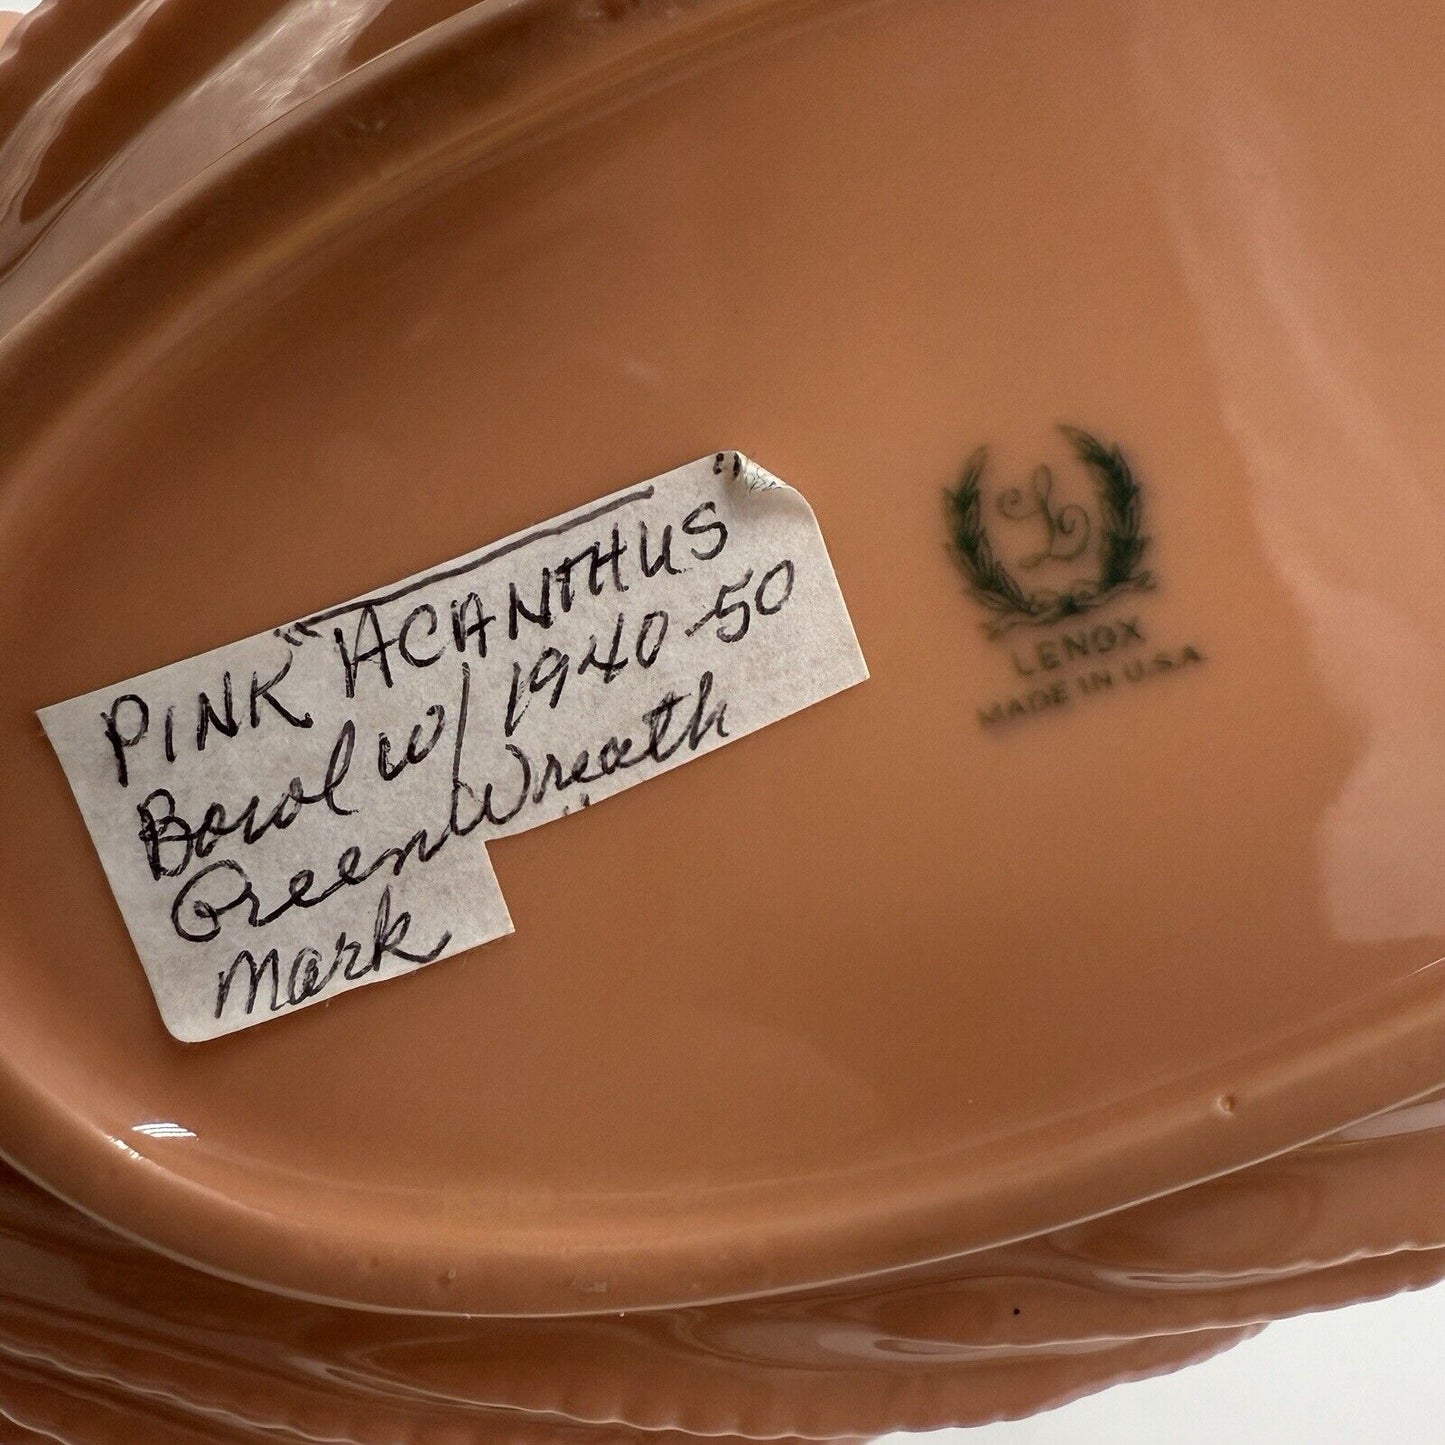 PINK "ACANTHUS"
Bowl w/ 1940-50
Green Wreath
Mark
L
LENOX
MADE IN U.S.A.